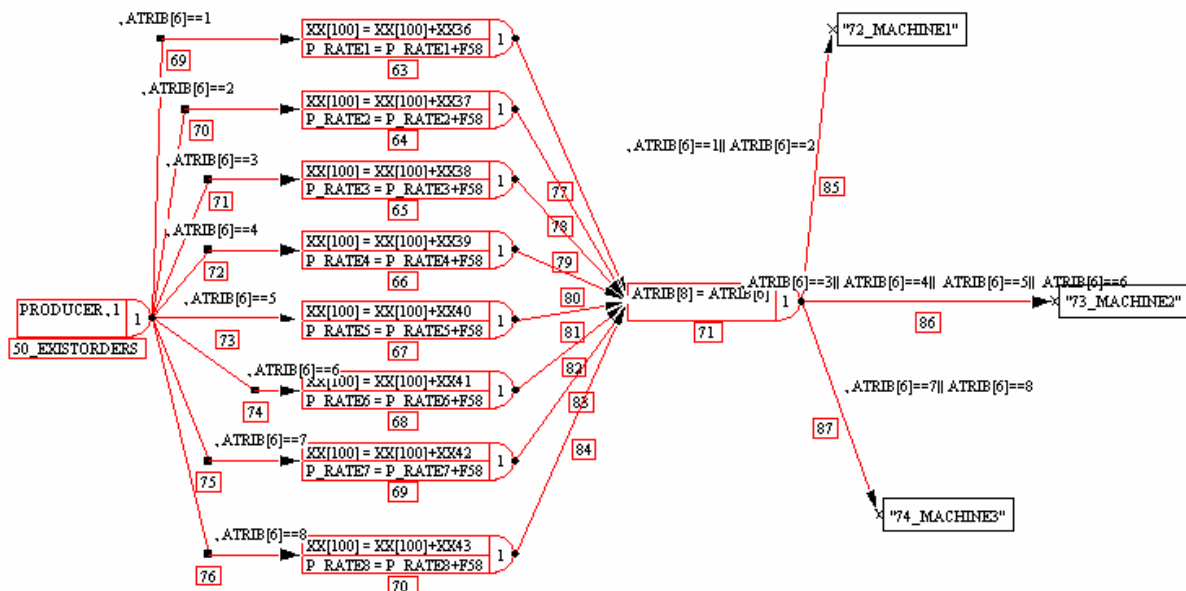 , ATRIB[6]==1
69
XX[100] = XX[100]+XX36
P_RATE1 = P_RATE1+F58
1
63
, ATRIB[6]==2
70
XX[100] = XX[100]+XX37
P_RATE2 = P_RATE2+F58
1
64
, ATRIB[6]==3
71
XX[100] = XX[100]+XX38
P_RATE3 = P_RATE3+F58
1
65
, ATRIB[6]==4
72
XX[100] = XX[100]+XX39
P_RATE4 = P_RATE4+F58
1
66
PRODUCER,1
1
50_EXISTORDERS
, ATRIB[6]==5
73
XX[100] = XX[100]+XX40
P_RATE5 = P_RATE5+F58
1
67
, ATRIB[6]==6
74
XX[100] = XX[100]+XX41
P_RATE6 = P_RATE6+F58
1
68
, ATRIB[6]==7
75
XX[100] = XX[100]+XX42
P_RATE7 = P_RATE7+F58
1
69
, ATRIB[6]==8
76
XX[100] = XX[100]+XX43
P_RATE8 = P_RATE8+F58
1
70
77
78
79
80
81
82
83
84
ATRIB[8] = ATRIB[6]
1
71
, ATRIB[6]==1|| ATRIB[6]==2
85
"72_MACHINE1"
, ATRIB[6]==3|| ATRIB[6]==4|| ATRIB[6]==5|| ATRIB[6]==6
86
"73_MACHINE2"
, ATRIB[6]==7|| ATRIB[6]==8
87
"74_MACHINE3"